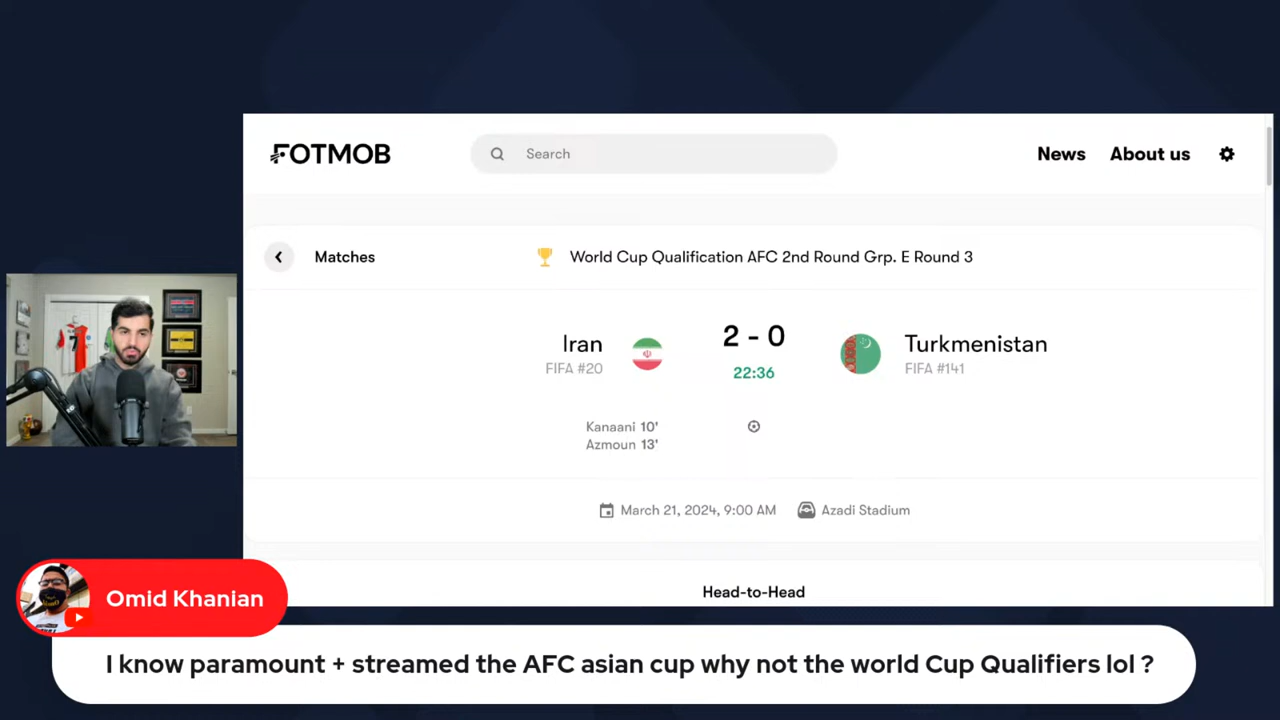 FOTMOB
Search
News
About us
Matches
World Cup Qualification AFC 2nd Round Grp. E Round 3
Iran
FIFA #20
2 - 0
22:36
Turkmenistan
FIFA #141
Kanaani 10'
Azmoun 13'
March 21, 2024, 9:00 AM
Azadi Stadium
Head-to-Head
7
Omid Khanian
I know paramount + streamed the AFC asian cup why not the world Cup Qualifiers lol ?